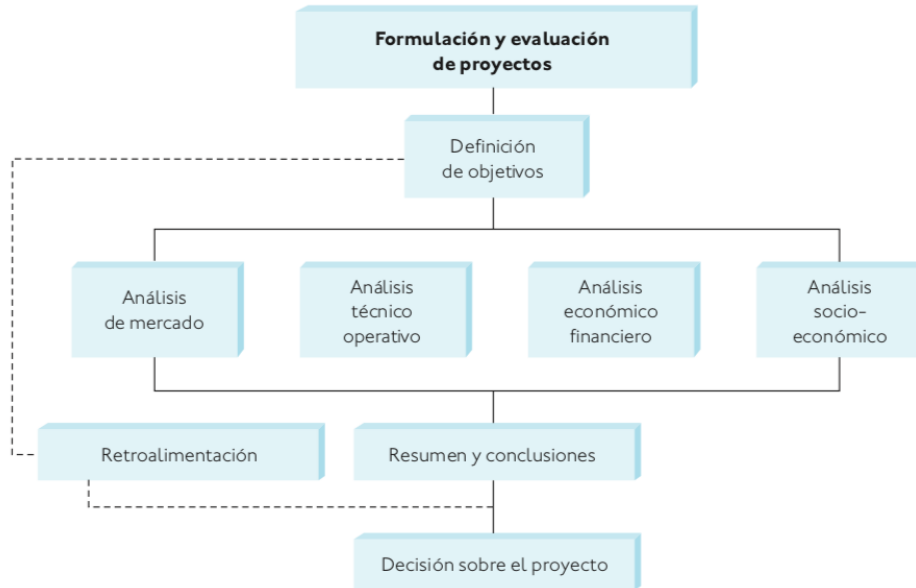 Formulación y evaluación
de proyectos
Definición
de objetivos
Análisis
de mercado
Análisis
técnico
operativo
Análisis
económico
financiero
Análisis
socio-
económico
Retroalimentación
Resumen y conclusiones
Decisión sobre el proyecto